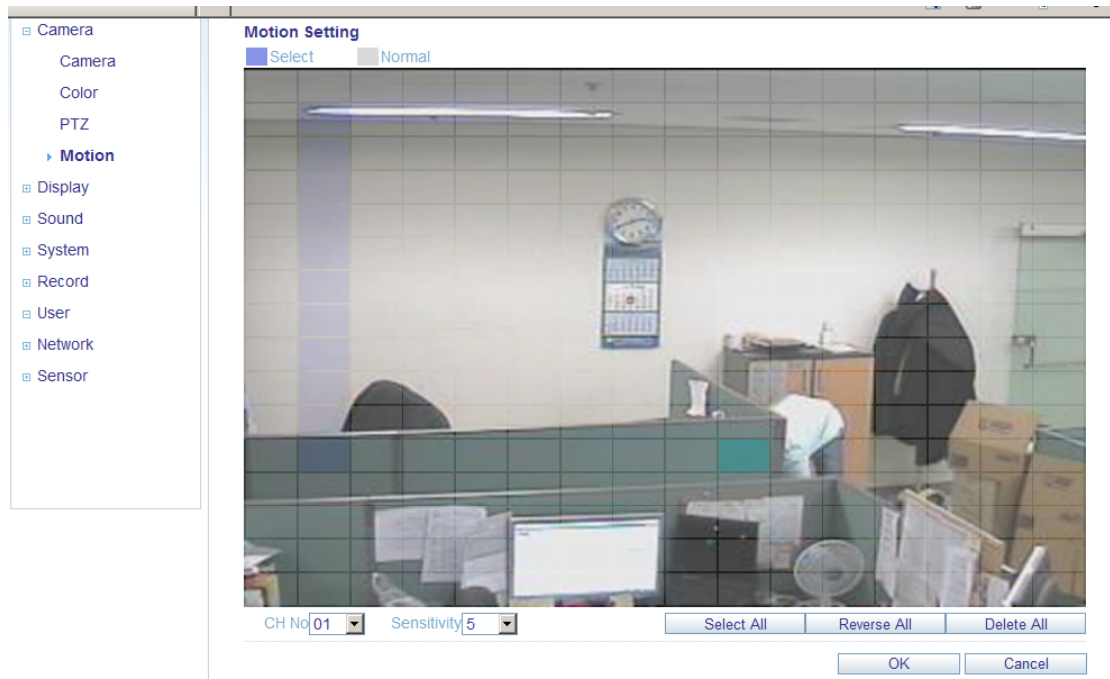 Camera
Camera
Color
PTZ
Motion
Display
Sound
System
Record
User
Network
Sensor
Motion Setting
Select Normal
CH No 01 Sensitivity 5 Select All Reverse All Delete All
OK Cancel